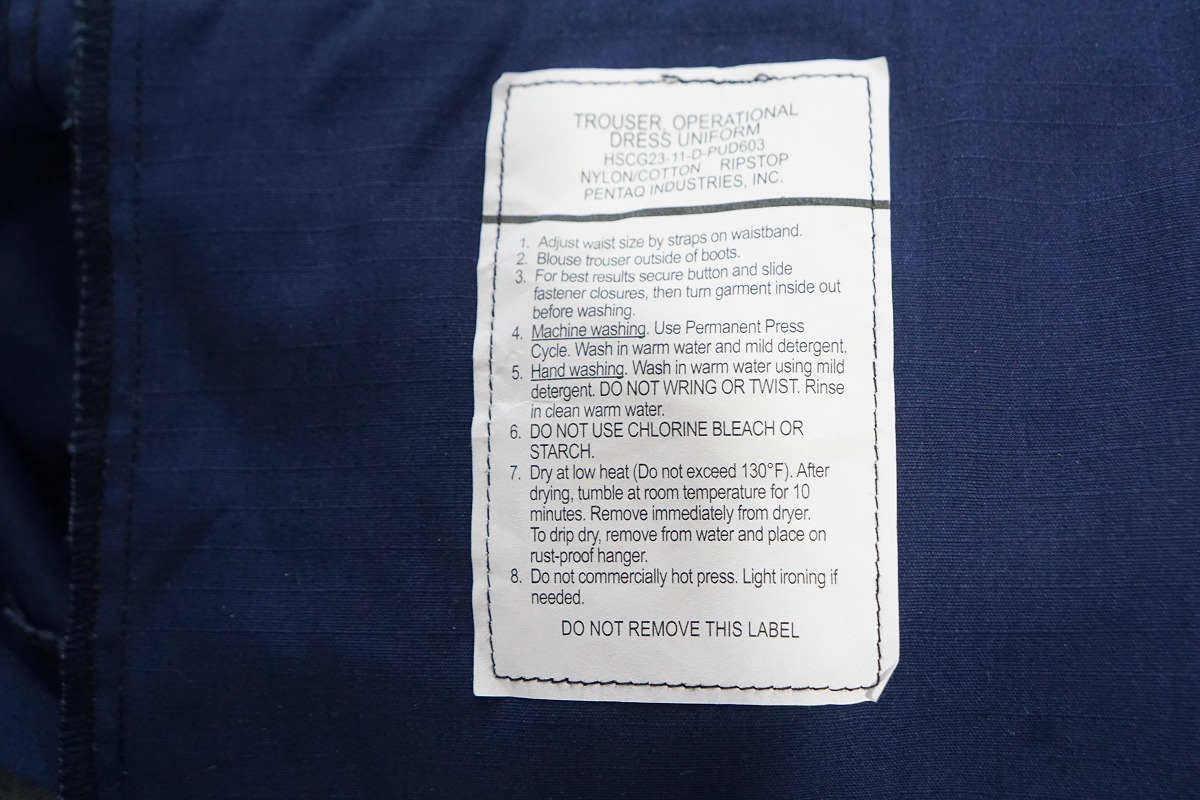 TROUSER, OPERATIONAL
DRESS UNIFORM
HSCG23-11-D-PUD603
NYLON/COTTON RIPSTOP
PENTAQ INDUSTRIES, INC.
1. Adjust waist size by straps on waistband.
2. Blouse trouser outside of boots.
3. For best results secure button and slide
fastener closures, then turn garment inside out
before washing.
4. Machine washing. Use Permanent Press
Cycle. Wash in warm water and mild detergent.
5. Hand washing. Wash in warm water using mild
detergent. DO NOT WRING OR TWIST. Rinse
in clean warm water.
6. DO NOT USE CHLORINE BLEACH OR
STARCH.
7. Dry at low heat (Do not exceed 130°F). After
drying, tumble at room temperature for 10
minutes. Remove immediately from dryer.
To drip dry, remove from water and place on
rust-proof hanger.
8. Do not commercially hot press. Light ironing if
needed.
DO NOT REMOVE THIS LABEL